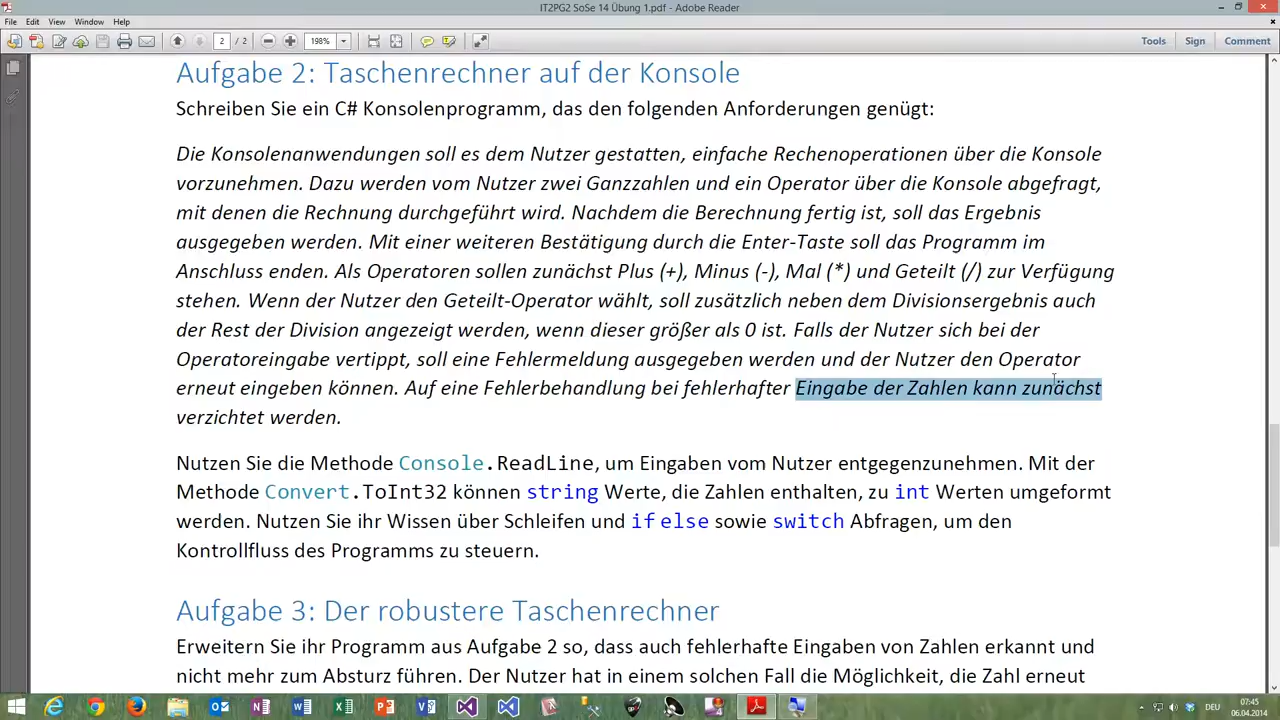 IT2PG2 SoSe 14 Übung 1.pdf - Adobe Reader
File Edit View Window Help
2 / 2 198% Tools Sign Comment
Aufgabe 2: Taschenrechner auf der Konsole
Schreiben Sie ein C# Konsolenprogramm, das den folgenden Anforderungen genügt:
Die Konsolenanwendungen soll es dem Nutzer gestatten, einfache Rechenoperationen über die Konsole
vorzunehmen. Dazu werden vom Nutzer zwei Ganzzahlen und ein Operator über die Konsole abgefragt,
mit denen die Rechnung durchgeführt wird. Nachdem die Berechnung fertig ist, soll das Ergebnis
ausgegeben werden. Mit einer weiteren Bestätigung durch die Enter-Taste soll das Programm im
Anschluss enden. Als Operatoren sollen zunächst Plus (+), Minus (-), Mal (*) und Geteilt (/) zur Verfügung
stehen. Wenn der Nutzer den Geteilt-Operator wählt, soll zusätzlich neben dem Divisionsergebnis auch
der Rest der Division angezeigt werden, wenn dieser größer als 0 ist. Falls der Nutzer sich bei der
Operatoreingabe vertippt, soll eine Fehlermeldung ausgegeben werden und der Nutzer den Operator
erneut eingeben können. Auf eine Fehlerbehandlung bei fehlerhafter Eingabe der Zahlen kann zunächst
verzichtet werden.
Nutzen Sie die Methode Console.ReadLine, um Eingaben vom Nutzer entgegenzunehmen. Mit der
Methode Convert.ToInt32 können string Werte, die Zahlen enthalten, zu int Werten umgeformt
werden. Nutzen Sie ihr Wissen über Schleifen und if else sowie switch Abfragen, um den
Kontrollfluss des Programms zu steuern.
Aufgabe 3: Der robustere Taschenrechner
Erweitern Sie ihr Programm aus Aufgabe 2 so, dass auch fehlerhafte Eingaben von Zahlen erkannt und
nicht mehr zum Absturz führen. Der Nutzer hat in einem solchen Fall die Möglichkeit, die Zahl erneut
DEU 07:45
06.04.2014